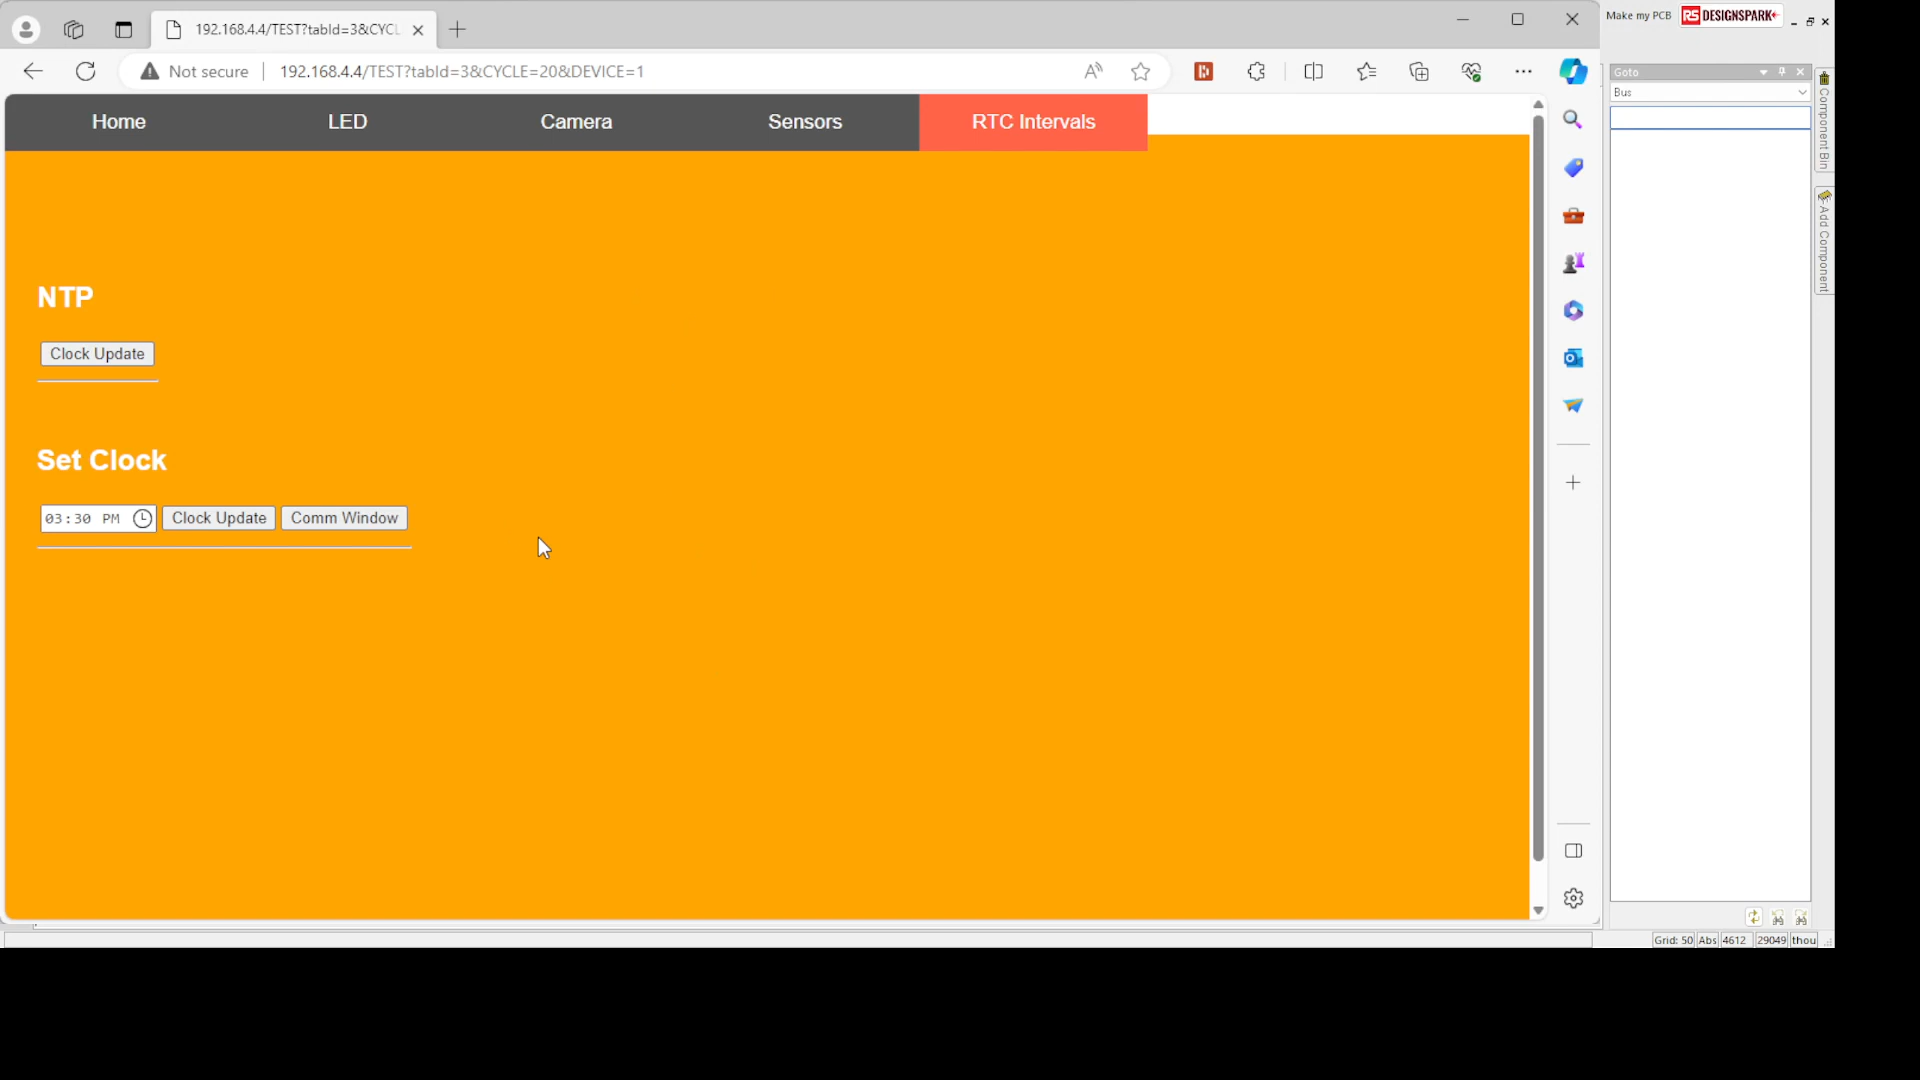 192.168.4.4/TEST?tabId=3&CYCL
Make my PCB RS DESIGNSPARK
Not secure 192.168.4.4/TEST?tabId=3&CYCLE=20&DEVICE=1
Goto
Bus
Home LED Camera Sensors RTC Intervals
Component Bin
Add Component
NTP
Clock Update
Set Clock
03:30 PM Clock Update Comm Window
Grid: 50 Abs 4612 29049 thou